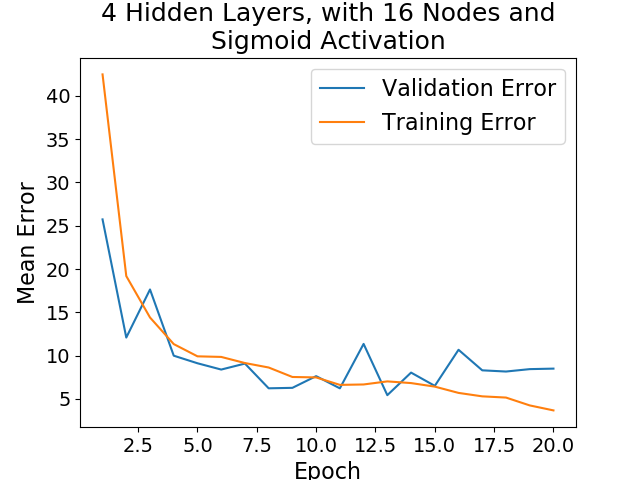 4 Hidden Layers, with 16 Nodes and
Sigmoid Activation
Validation Error
Training Error
Mean Error
40
35
30
25
20
15
10
5
2.5 5.0 7.5 10.0 12.5 15.0 17.5 20.0
Epoch